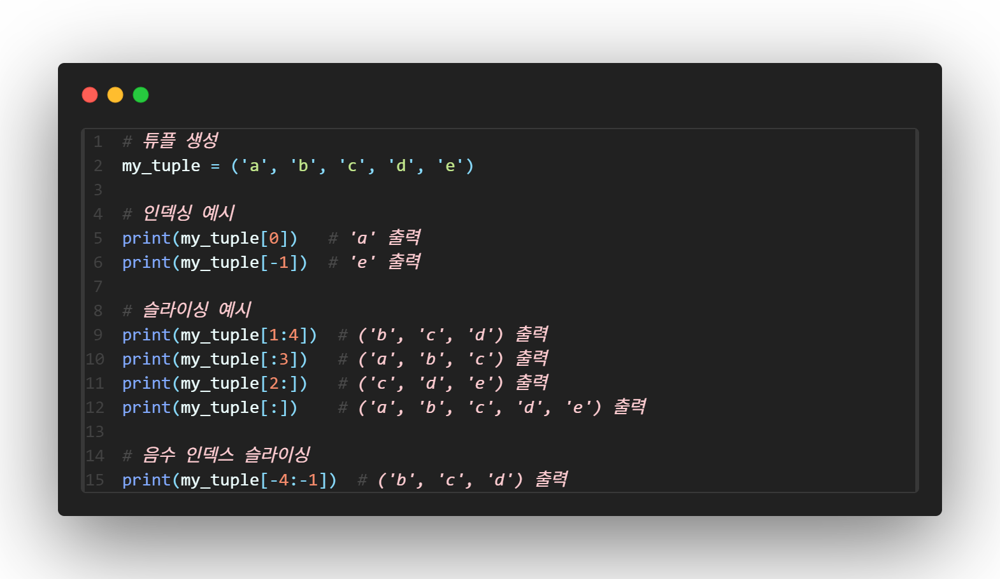 1 # 튜플 생성
2 my_tuple = ('a', 'b', 'c', 'd', 'e')
3
4 # 인덱싱 예시
5 print(my_tuple[0])   # 'a' 출력
6 print(my_tuple[-1])  # 'e' 출력
7
8 # 슬라이싱 예시
9 print(my_tuple[1:4])  # ('b', 'c', 'd') 출력
10 print(my_tuple[:3])   # ('a', 'b', 'c') 출력
11 print(my_tuple[2:])   # ('c', 'd', 'e') 출력
12 print(my_tuple[:])    # ('a', 'b', 'c', 'd', 'e') 출력
13
14 # 음수 인덱스 슬라이싱
15 print(my_tuple[-4:-1])  # ('b', 'c', 'd') 출력